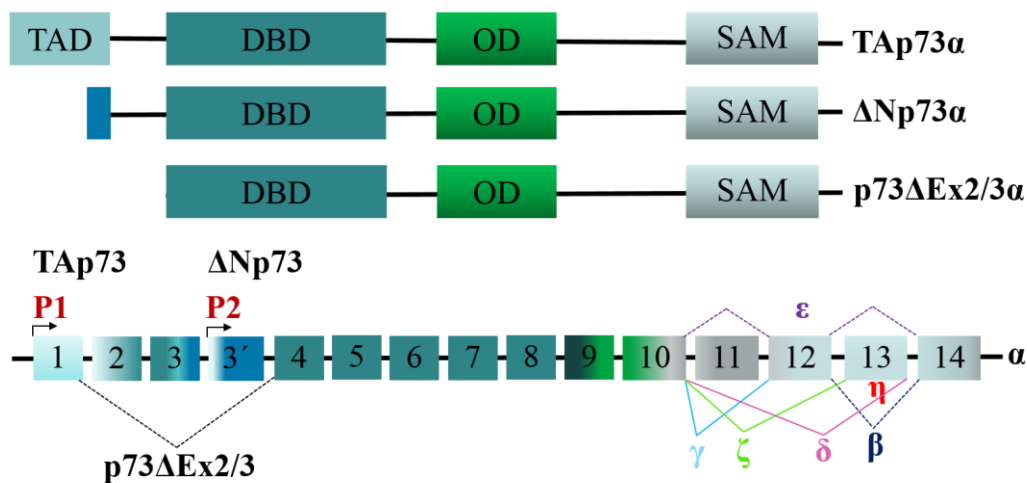 TAD DBD OD SAM TAp73α
DBD OD SAM ΔNp73α
DBD OD SAM p73ΔEx2/3α
TAp73 ΔNp73
P1 P2 ε
1 2 3 3´ 4 5 6 7 8 9 10 11 12 13 14 α
η
γ ζ δ β
p73ΔEx2/3